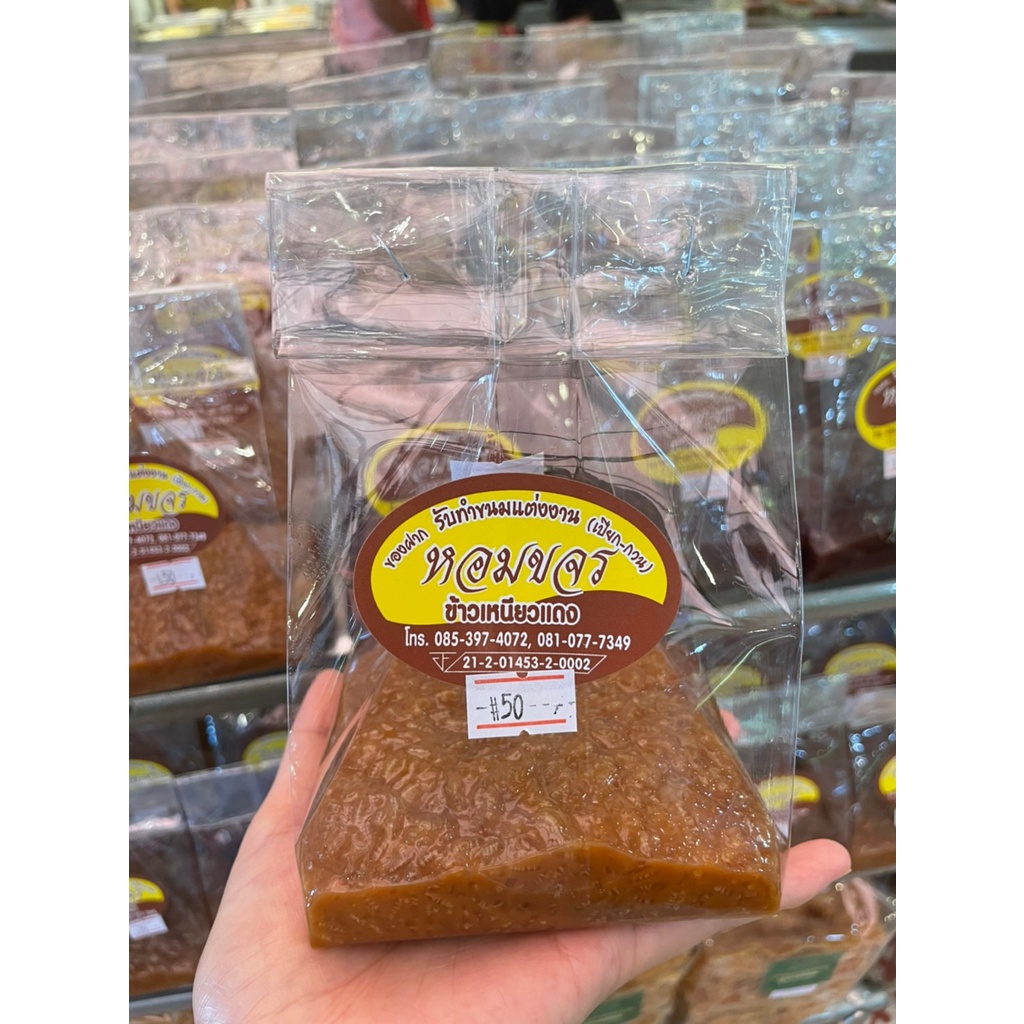 ของฝาก รับทำขนมแต่งงาน (เปียก-กวน)
หอมขจร
ข้าวเหนียวแดง
โทร. 085-397-4072, 081-077-7349
21-2-01453-2-0002
-#50--.-